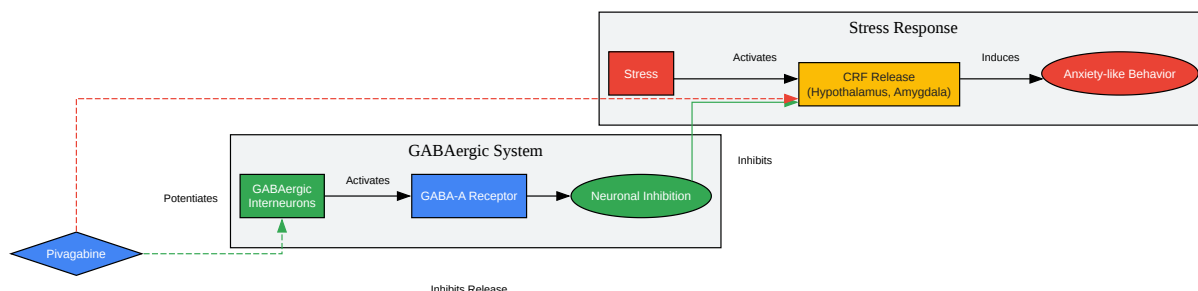 Stress Response
Stress
Activates
CRF Release
(Hypothalamus, Amygdala)
Induces
Anxiety-like Behavior
GABAergic System
Inhibits
GABAergic
Interneurons
Activates
GABA-A Receptor
Neuronal Inhibition
Potentiates
Pivagabine
Inhibits Release